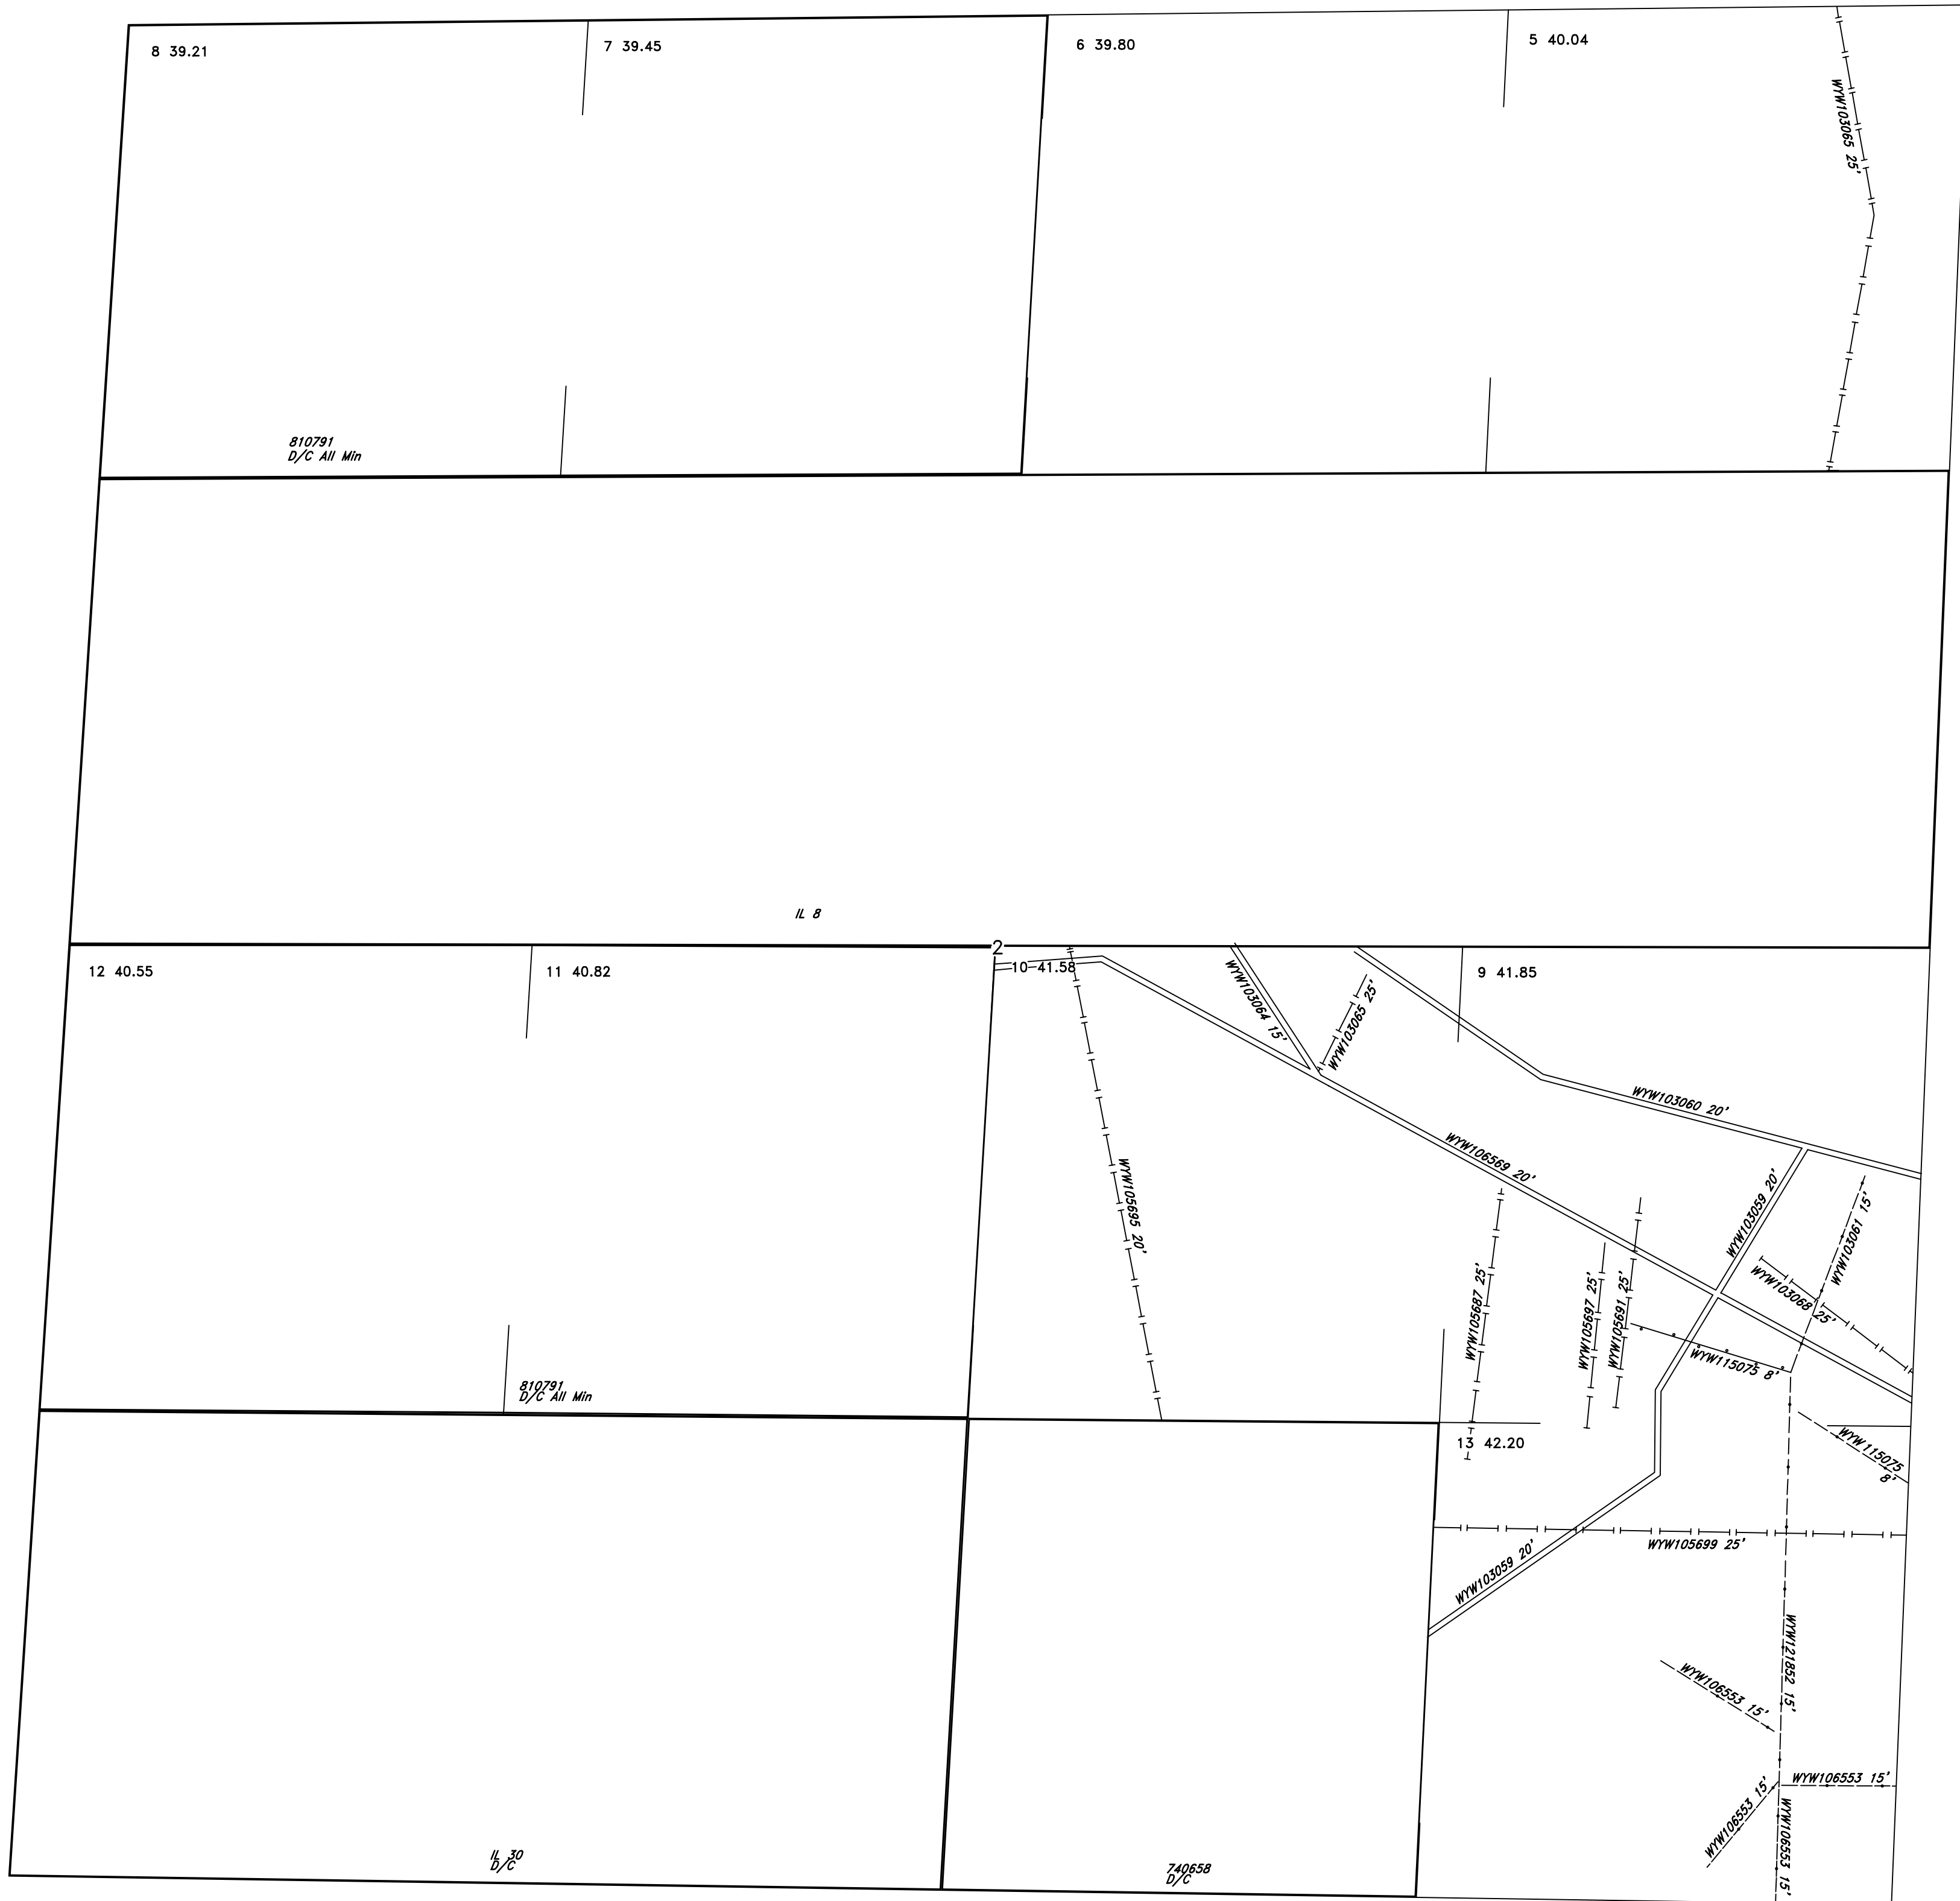 8 39.21
7 39.45
6 39.80
5 40.04
WYW103065 25'
810791
D/C All Min
IL 8
2
12 40.55
11 40.82
10 41.58
9 41.85
WYW103064 15'
WYW103065 25'
WYW103060 20'
WYW105695 20'
WYW106569 20'
WYW103059 20'
WYW103061 15'
WYW103068 25'
WYW105687 25'
WYW105697 25'
WYW105691 25'
WYW115075 8'
810791
D/C All Min
13 42.20
WYW115075
8'
WYW105699 25'
WYW103059 20'
WYW121852 15'
WYW106553 15'
WYW106553 15'
WYW106553 15'
WYW106553 15'
IL 30
D/C
740658
D/C